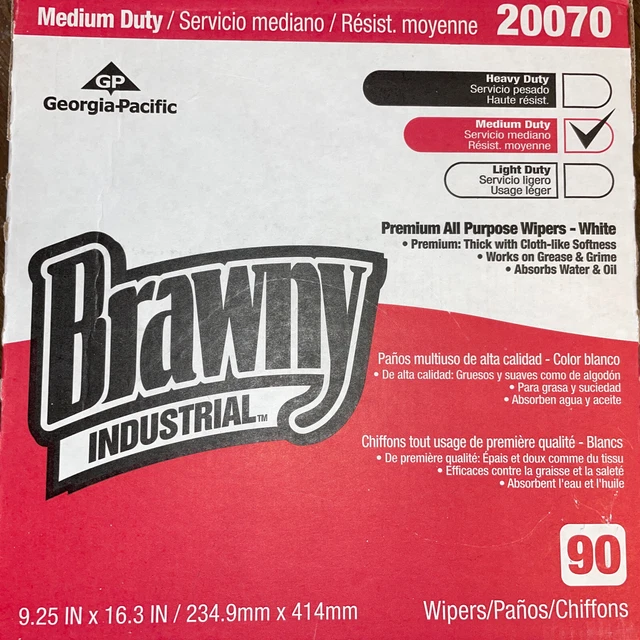 Medium Duty / Servicio mediano / Résist. moyenne 20070
GP
Georgia-Pacific
Heavy Duty
Servicio pesado
Haute résist.
Medium Duty
Servicio mediano
Résist. moyenne
Light Duty
Servicio ligero
Usage léger
Premium All Purpose Wipers - White
• Premium: Thick with Cloth-like Softness
• Works on Grease & Grime
• Absorbs Water & Oil
Brawny
INDUSTRIAL™
Paños multiuso de alta calidad - Color blanco
• De alta calidad: Gruesos y suaves como de algodón
• Para grasa y suciedad
• Absorben agua y aceite
Chiffons tout usage de première qualité - Blancs
• De première qualité: Épais et doux comme du tissu
• Efficaces contre la graisse et la saleté
• Absorbent l'eau et l'huile
90
9.25 IN x 16.3 IN / 234.9mm x 414mm
Wipers/Paños/Chiffons